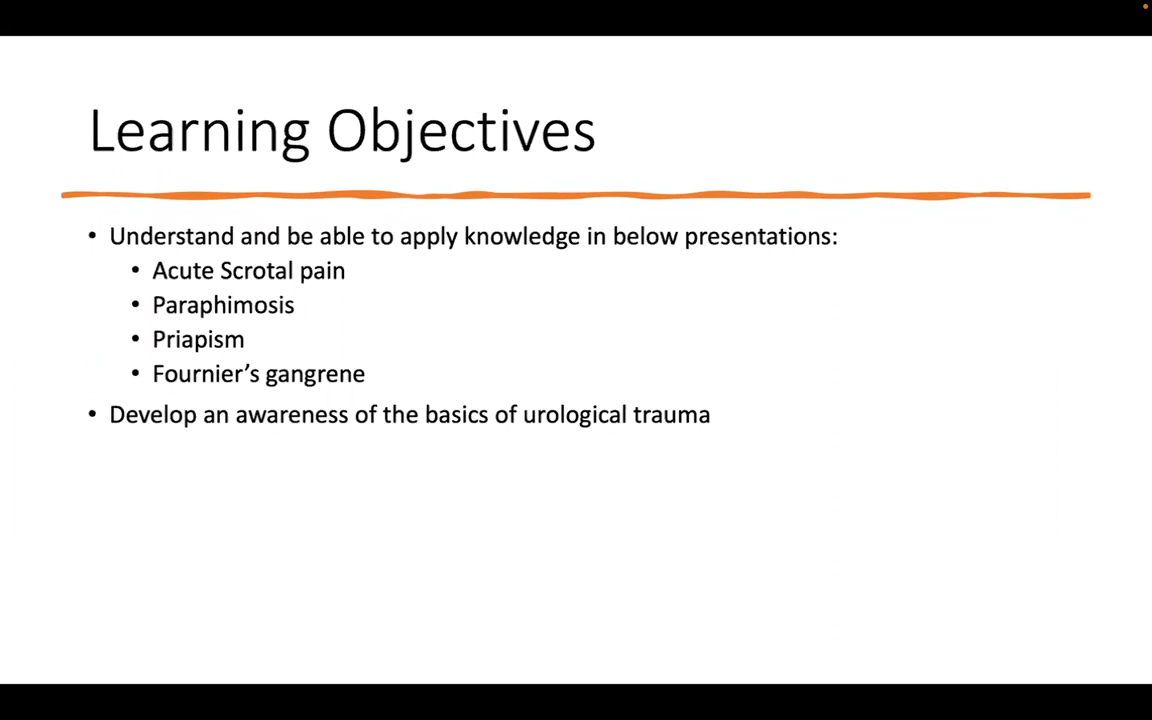 Learning Objectives
• Understand and be able to apply knowledge in below presentations:
• Acute Scrotal pain
• Paraphimosis
• Priapism
• Fournier’s gangrene
• Develop an awareness of the basics of urological trauma